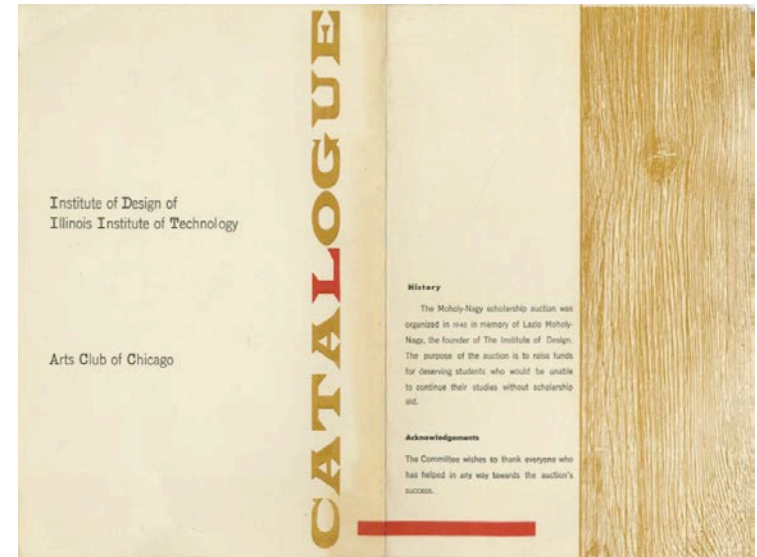 Institute of Design of
Illinois Institute of Technology
Arts Club of Chicago
CATALOGUE
History
The Moholy-Nagy scholarship auction was
organized in in memory of Lazlo Moholy-
Nagy, the founder of The Institute of Design.
The purpose of the auction is to raise funds
for deserving students who would be unable
to continue their studies without scholarship
aid.
Acknowledgements
The Committee wishes to thank everyone who
has helped in any way towards the auction's
success.